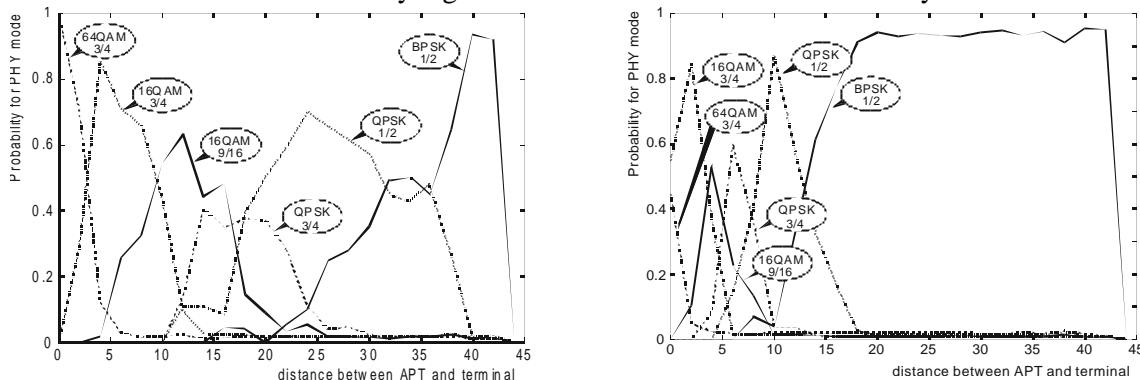 Probability for PHY mode
1
0.8
0.6
0.4
0.2
0
0 5 10 15 20 25 30 35 40 45
distance between APT and terminal
64QAM
3/4
16QAM
3/4
16QAM
9/16
QPSK
3/4
QPSK
1/2
BPSK
1/2
Probability for PHY mode
1
0.8
0.6
0.4
0.2
0
0 5 10 15 20 25 30 35 40 45
distance between APT and terminal
16QAM
3/4
64QAM
3/4
QPSK
1/2
BPSK
1/2
QPSK
3/4
16QAM
9/16